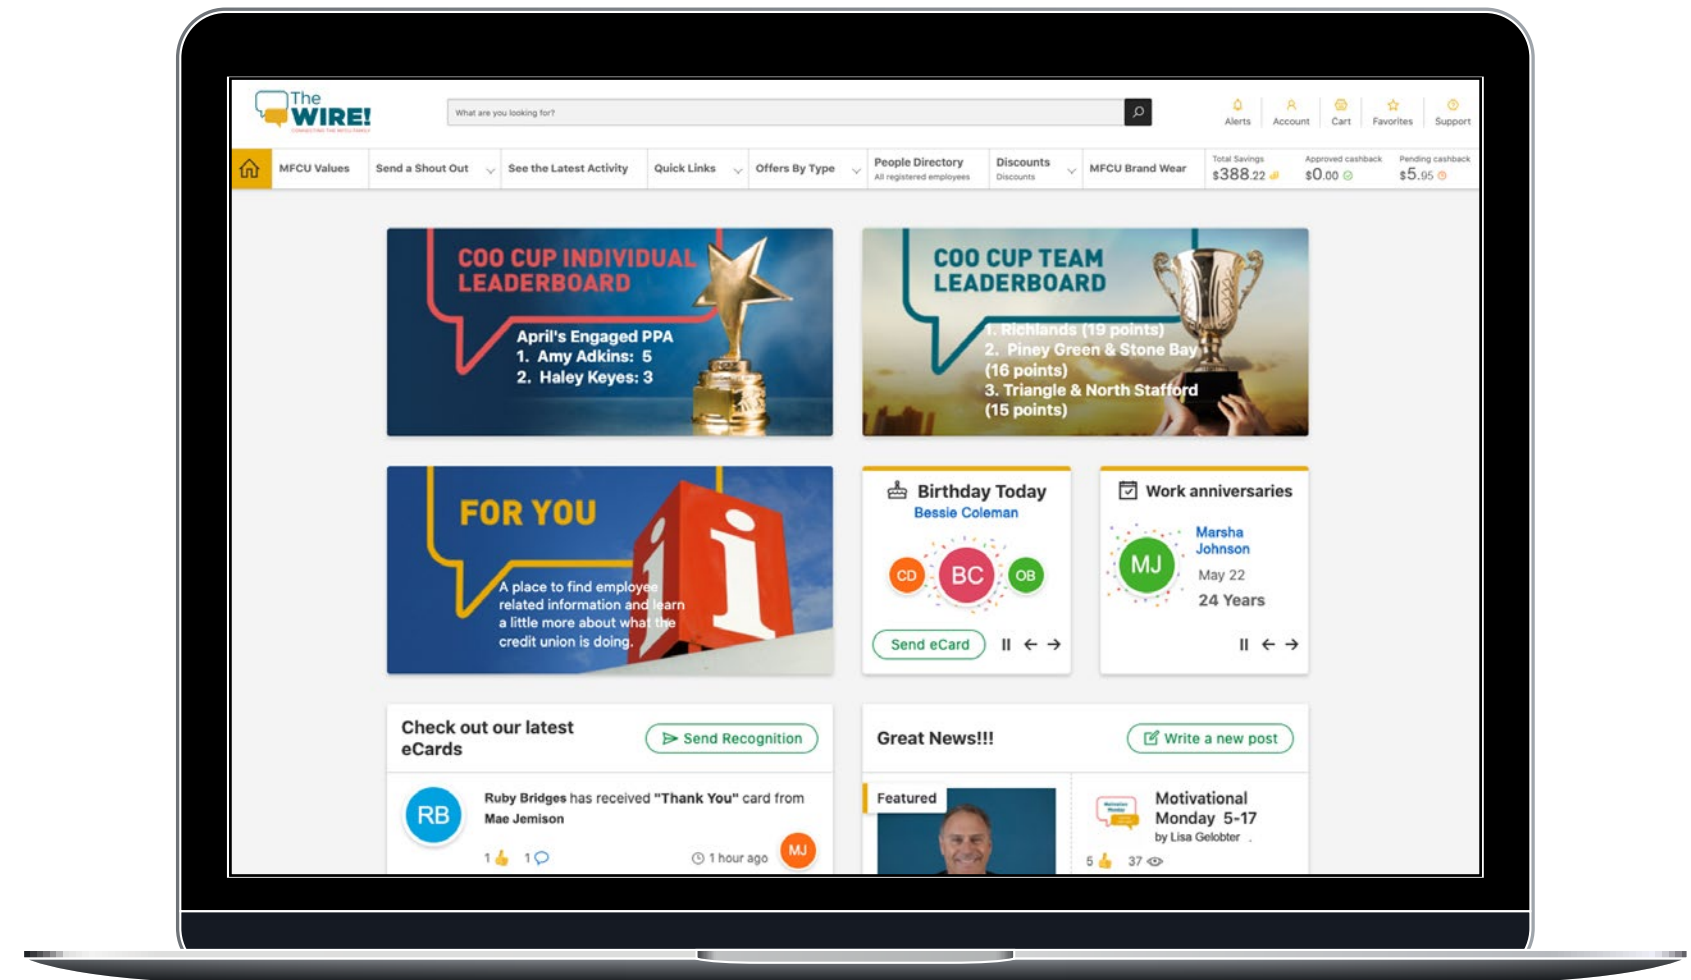 The
WIRE!
CONNECTING THE MFCU FAMILY
What are you looking for?
Alerts
Account
Cart
Favorites
Support
MFCU Values
Send a Shout Out
See the Latest Activity
Quick Links
Offers By Type
People Directory
All registered employees
Discounts
Discounts
MFCU Brand Wear
Total Savings
$388.22
Approved cashback
$0.00
Pending cashback
$5.95
COO CUP INDIVIDUAL
LEADERBOARD
April's Engaged PPA
1. Amy Adkins: 5
2. Haley Keyes: 3
COO CUP TEAM
LEADERBOARD
1. Richlands (19 points)
2. Piney Green & Stone Bay
(16 points)
3. Triangle & North Stafford
(15 points)
FOR YOU
A place to find employee
related information and learn
a little more about what the
credit union is doing.
i
i
Birthday Today
Bessie Coleman
CD
BC
OB
Send eCard
Work anniversaries
MJ
Marsha
Johnson
May 22
24 Years
Check out our latest
eCards
Send Recognition
RB
Ruby Bridges has received "Thank You" card from
Mae Jemison
1
1
1 hour ago
MJ
Great News!!!
Write a new post
Featured
Motivational
Monday
Motivational
Monday 5-17
by Lisa Gelobter .
5
37